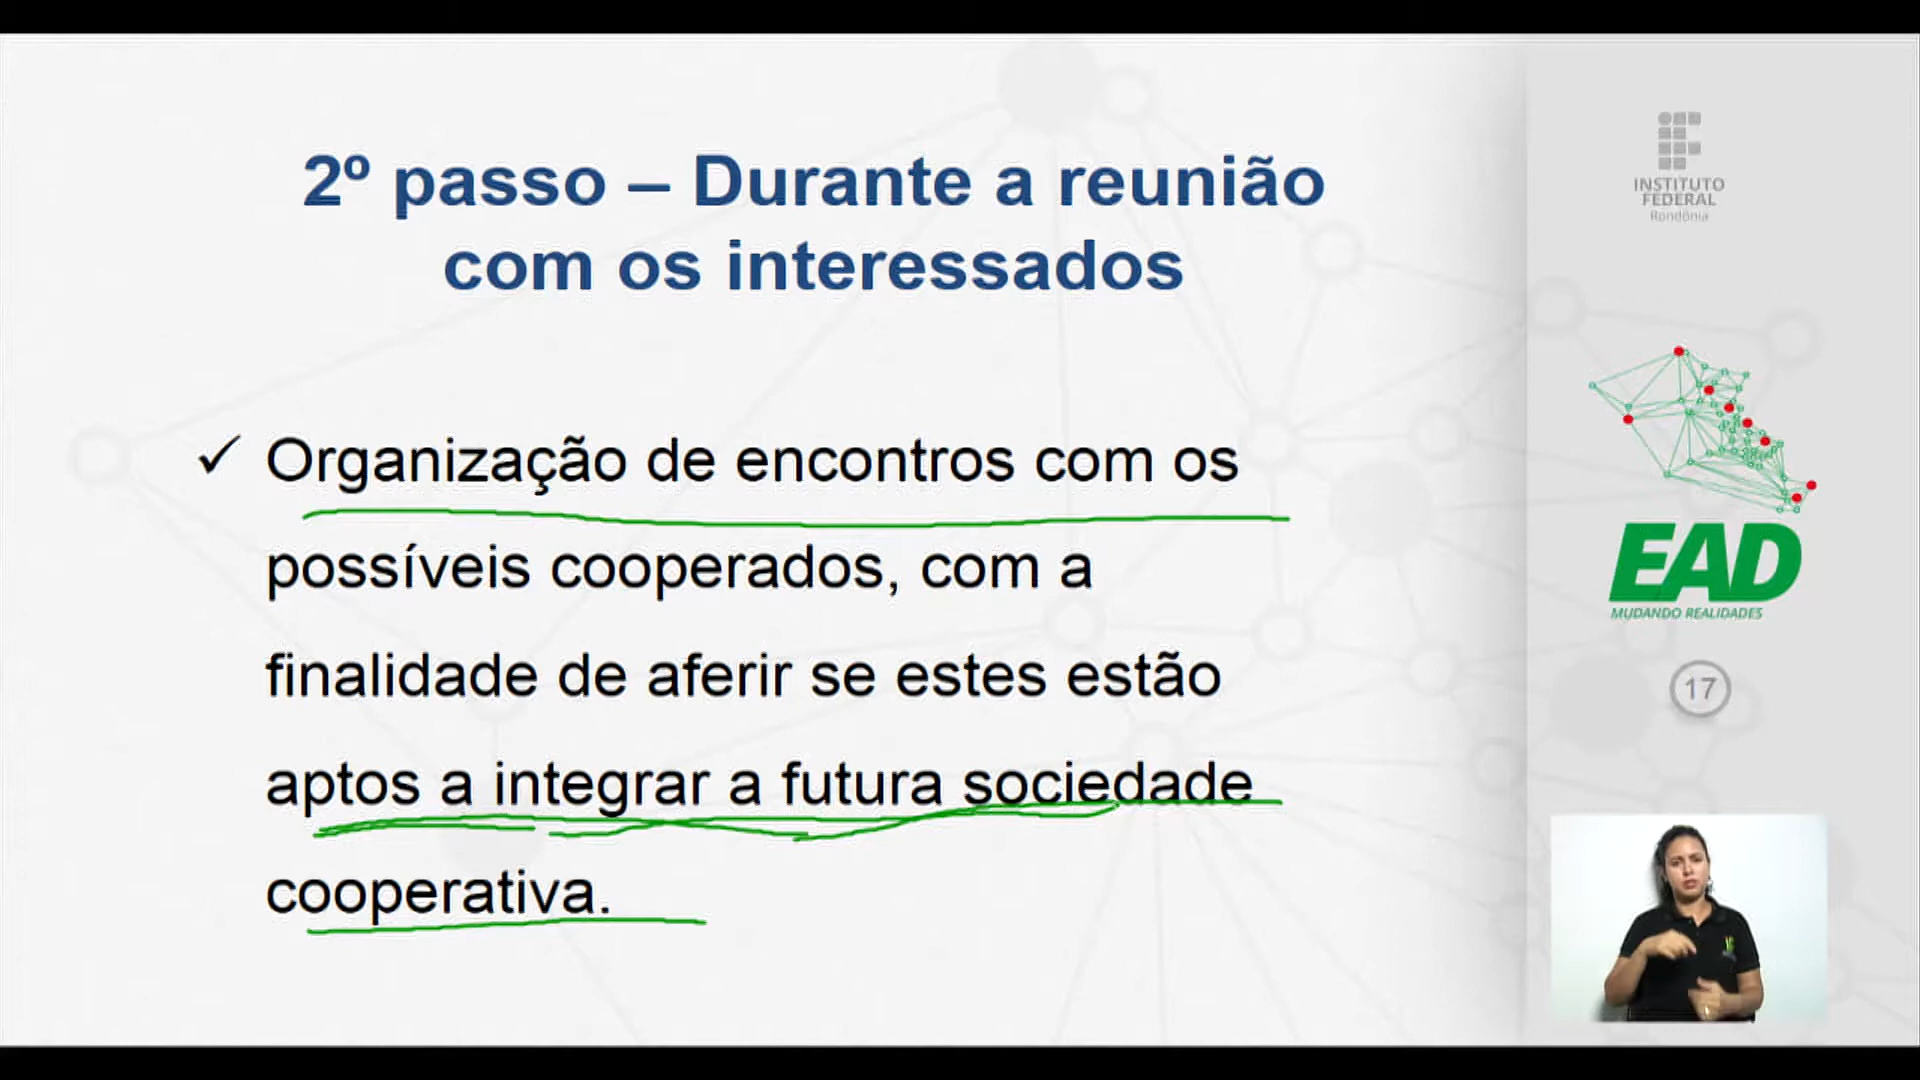 2º passo – Durante a reunião
com os interessados
✓ Organização de encontros com os
possíveis cooperados, com a
finalidade de aferir se estes estão
aptos a integrar a futura sociedade
cooperativa.
INSTITUTO
FEDERAL
Rondônia
EAD
MUDANDO REALIDADES
17